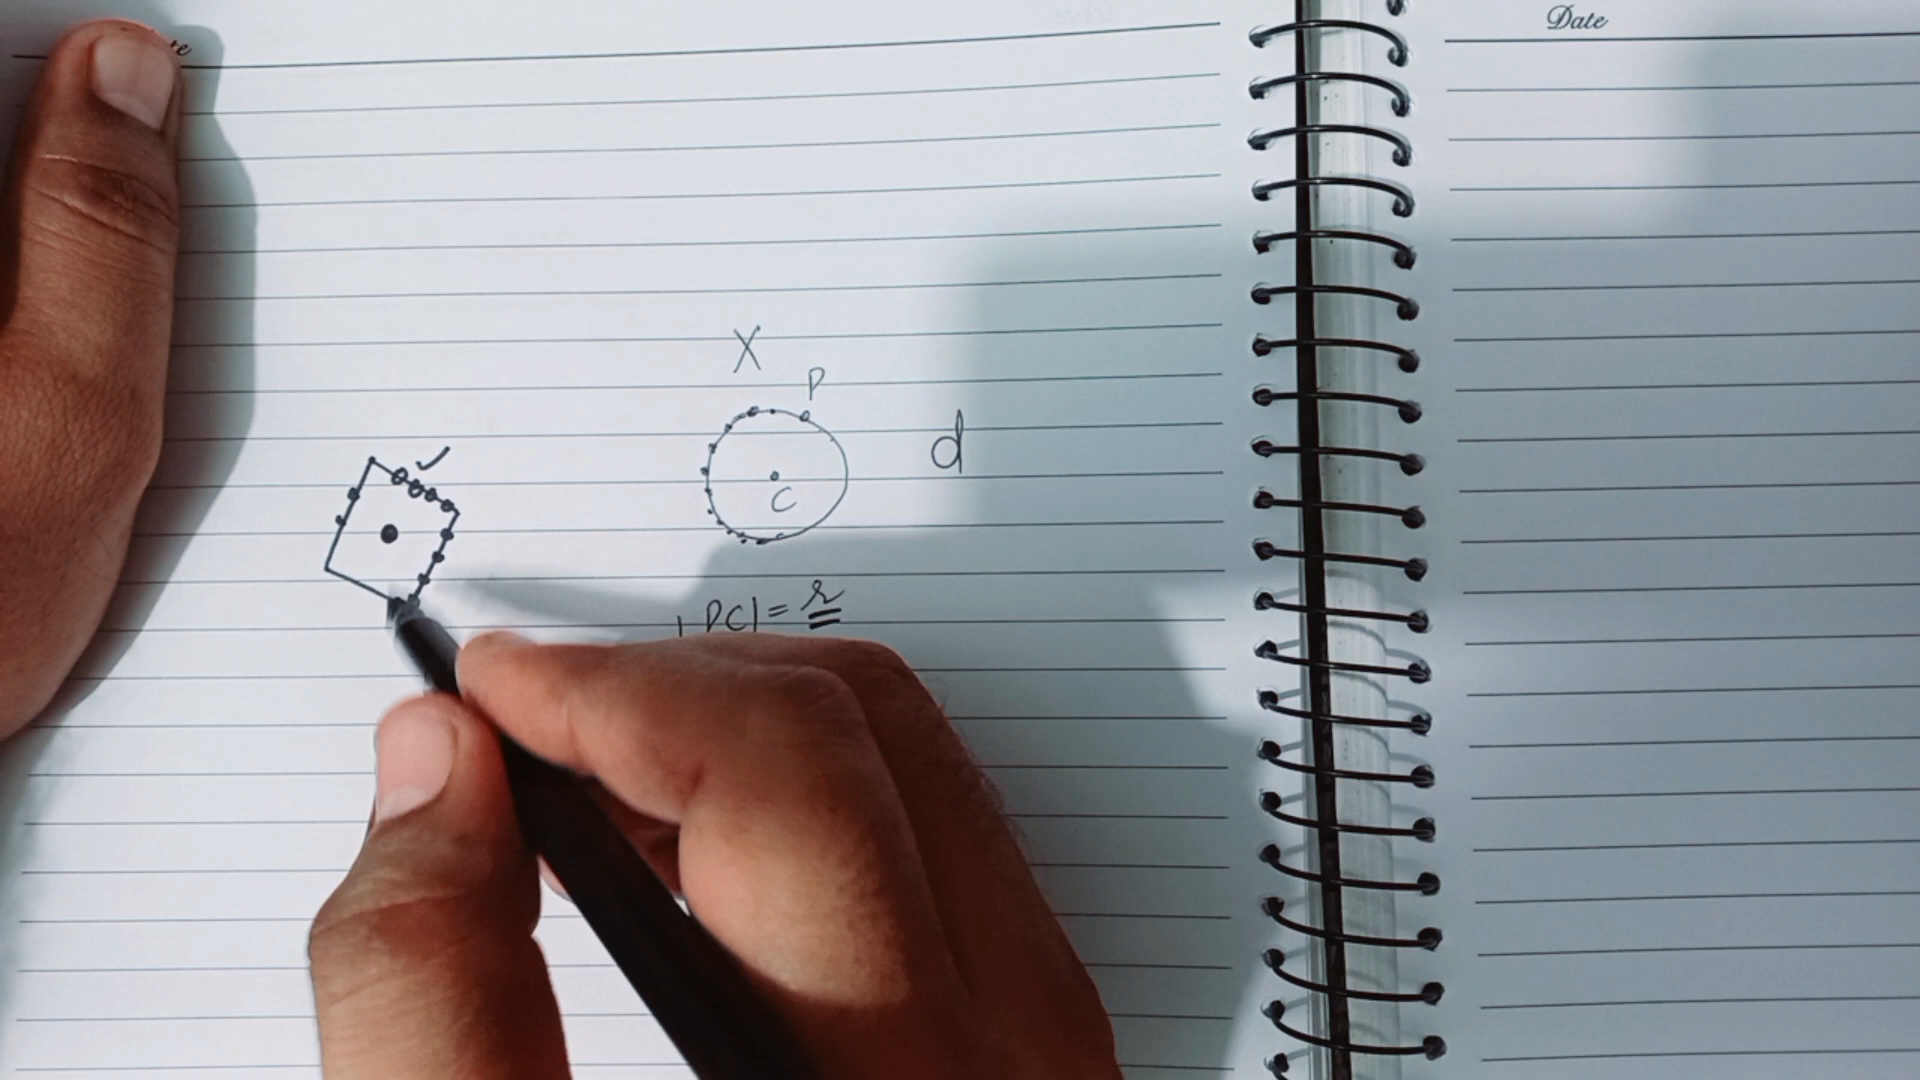 Date
X
P
d
C
|PC| = r